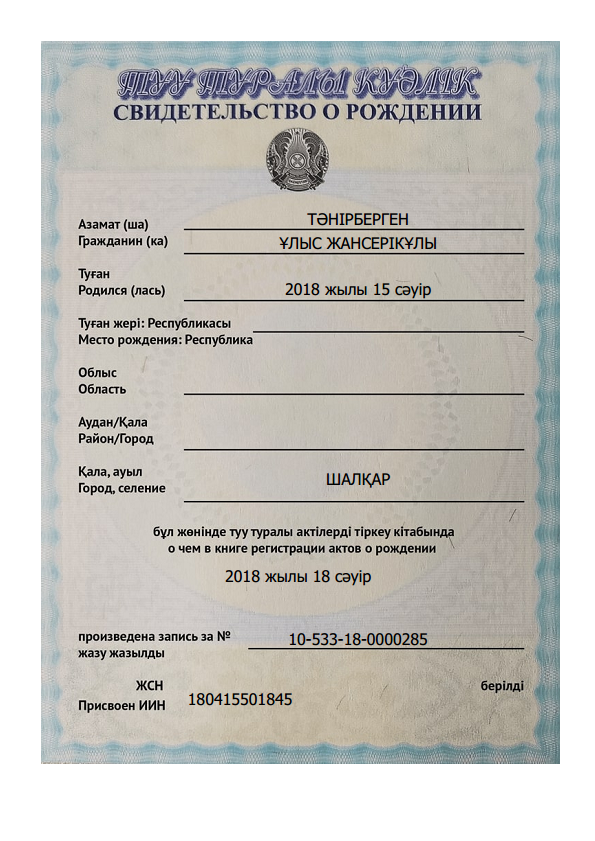 ТУУ ТУРАЛЫ КУӘЛІК
СВИДЕТЕЛЬСТВО О РОЖДЕНИИ
Азамат (ша)
ТӘНІРБЕРГЕН
Гражданин (ка)
ҰЛЫС ЖАНСЕРІКҰЛЫ
Туған
Родился (лась)
2018 жылы 15 сәуір
Туған жері: Республикасы
Место рождения: Республика
Облыс
Область
Аудан/Қала
Район/Город
Қала, ауыл
Город, селение
ШАЛҚАР
бұл жөнінде туу туралы актілерді тіркеу кітабында
о чем в книге регистрации актов о рождении
2018 жылы 18 сәуір
произведена запись за №
10-533-18-0000285
жазу жазылды
ЖСН
берілді
Присвоен ИИН
180415501845